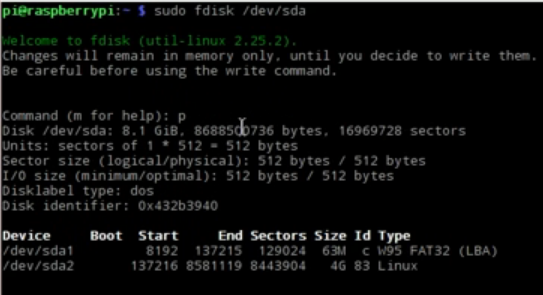 pi@raspberrypi:~ $ sudo fdisk /dev/sda
Welcome to fdisk (util-linux 2.25.2).
Changes will remain in memory only, until you decide to write them.
Be careful before using the write command.
Command (m for help): p
Disk /dev/sda: 8.1 GiB, 8688500736 bytes, 16969728 sectors
Units: sectors of 1 * 512 = 512 bytes
Sector size (logical/physical): 512 bytes / 512 bytes
I/O size (minimum/optimal): 512 bytes / 512 bytes
Disklabel type: dos
Disk identifier: 0x432b3940
Device Boot Start End Sectors Size Id Type
/dev/sda1 8192 137215 129024 63M c W95 FAT32 (LBA)
/dev/sda2 137216 8581119 8443904 4G 83 Linux